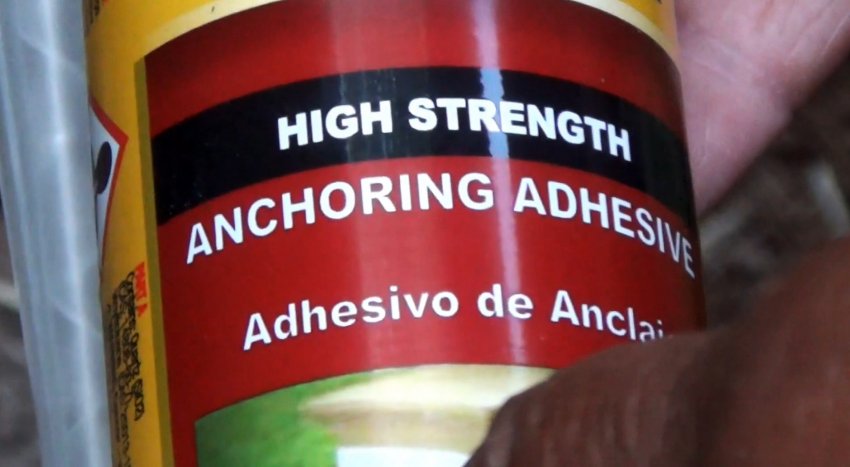 HIGH STRENGTH
ANCHORING ADHESIVE
Adhesivo de